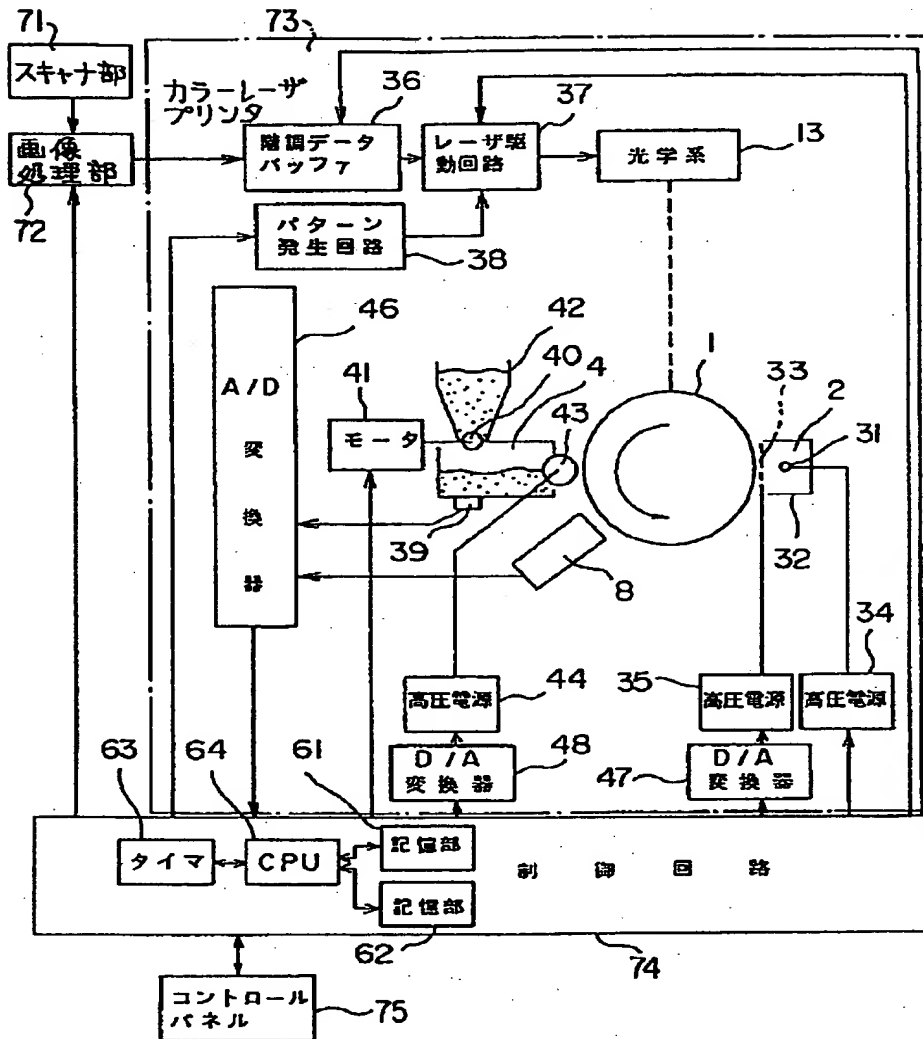 71
スキャナ部
画像
処理部
72
73
カラーレーザ
プリンタ
36
階調データ
バッファ
37
レーザ駆
動回路
13
光学系
パターン
発生回路
38
46
A/D
変
換
器
41
モータ
42
40
4
43
39
8
1
33
2
31
32
34
高圧電源
35
高圧電源
44
高圧電源
48
D/A
変換器
47
D/A
変換器
63
タイマ
64
CPU
61
記憶部
記憶部
62
制御回路
74
コントロール
パネル
75